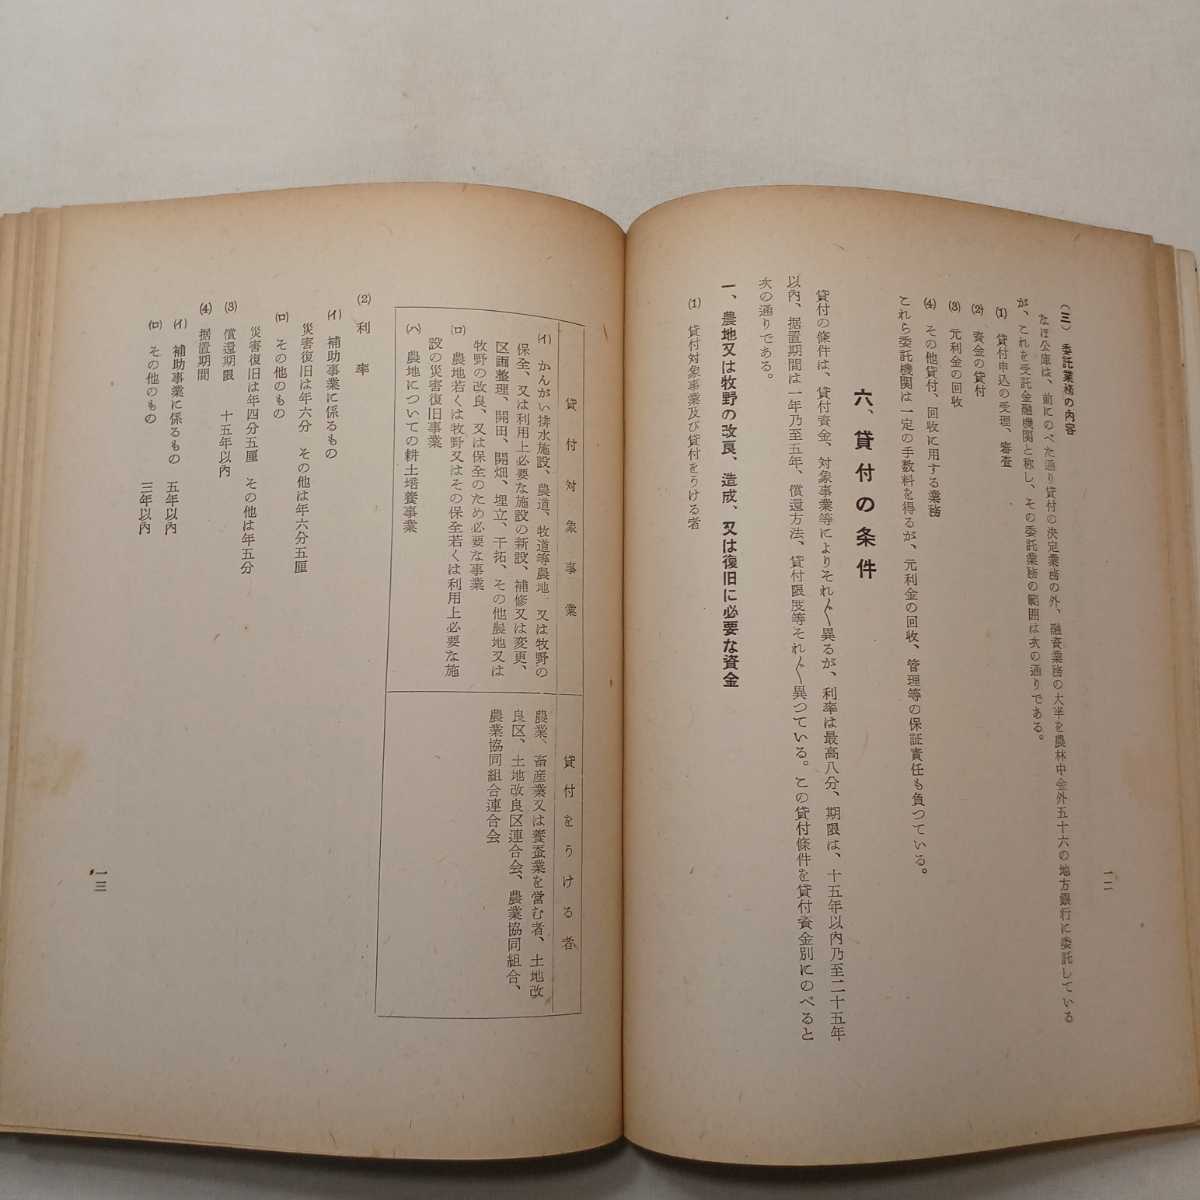 (三) 委託業務の内容
なほ公庫は、前にのべた通り貸付の決定業務の外、融資業務の大半を農林中金外五十六の地方銀行に委託している
が、これを受託金融機関と称し、その委託業務の範囲は次の通りである。
(1) 貸付申込の受理、審査
(2) 資金の貸付
(3) 元利金の回收
(4) その他貸付、回收に用する業務
これら委託機関は一定の手数料を得るが、元利金の回收、管理等の保証責任も負つている。
六、貸付の条件
貸付の條件は、貸付資金、対象事業等によりそれ〴〵異るが、利率は最高八分、期限は、十五年以內乃至二十五年
以內、据置期間は一年乃至五年、償還方法、貸付限度等それ〴〵異つている。この貸付條件を貸付資金別にのべると
次の通りである。
一、農地又は牧野の改良、造成、又は復旧に必要な資金
(1) 貸付対象事業及び貸付をうける者
一二
貸付対象事業
貸付をうける者
(イ) かんがい排水施設、農道、牧道等農地 又は牧野の
保全、又は利用上必要な施設の新設、補修又は変更、
区画整理、開田、開畑、埋立、干拓、その他農地又は
牧野の改良、又は保全のため必要な事業
(ロ) 農地若くは牧野又はその保全若くは利用上必要な施
設の災害復旧事業
(ハ) 農地についての耕土培養事業
農業、畜産業又は養蚕業を営む者、土地改
良区、土地改良区連合会、農業協同組合、
農業協同組合連合会
(2) 利率
(イ) 補助事業に係るもの
災害復旧は年六分 その他は年六分五厘
(ロ) その他のもの
災害復旧は年四分五厘 その他は年五分
(3) 償還期限 十五年以內
(4) 据置期間
(イ) 補助事業に係るもの 五年以內
(ロ) その他のもの 三年以內
一三